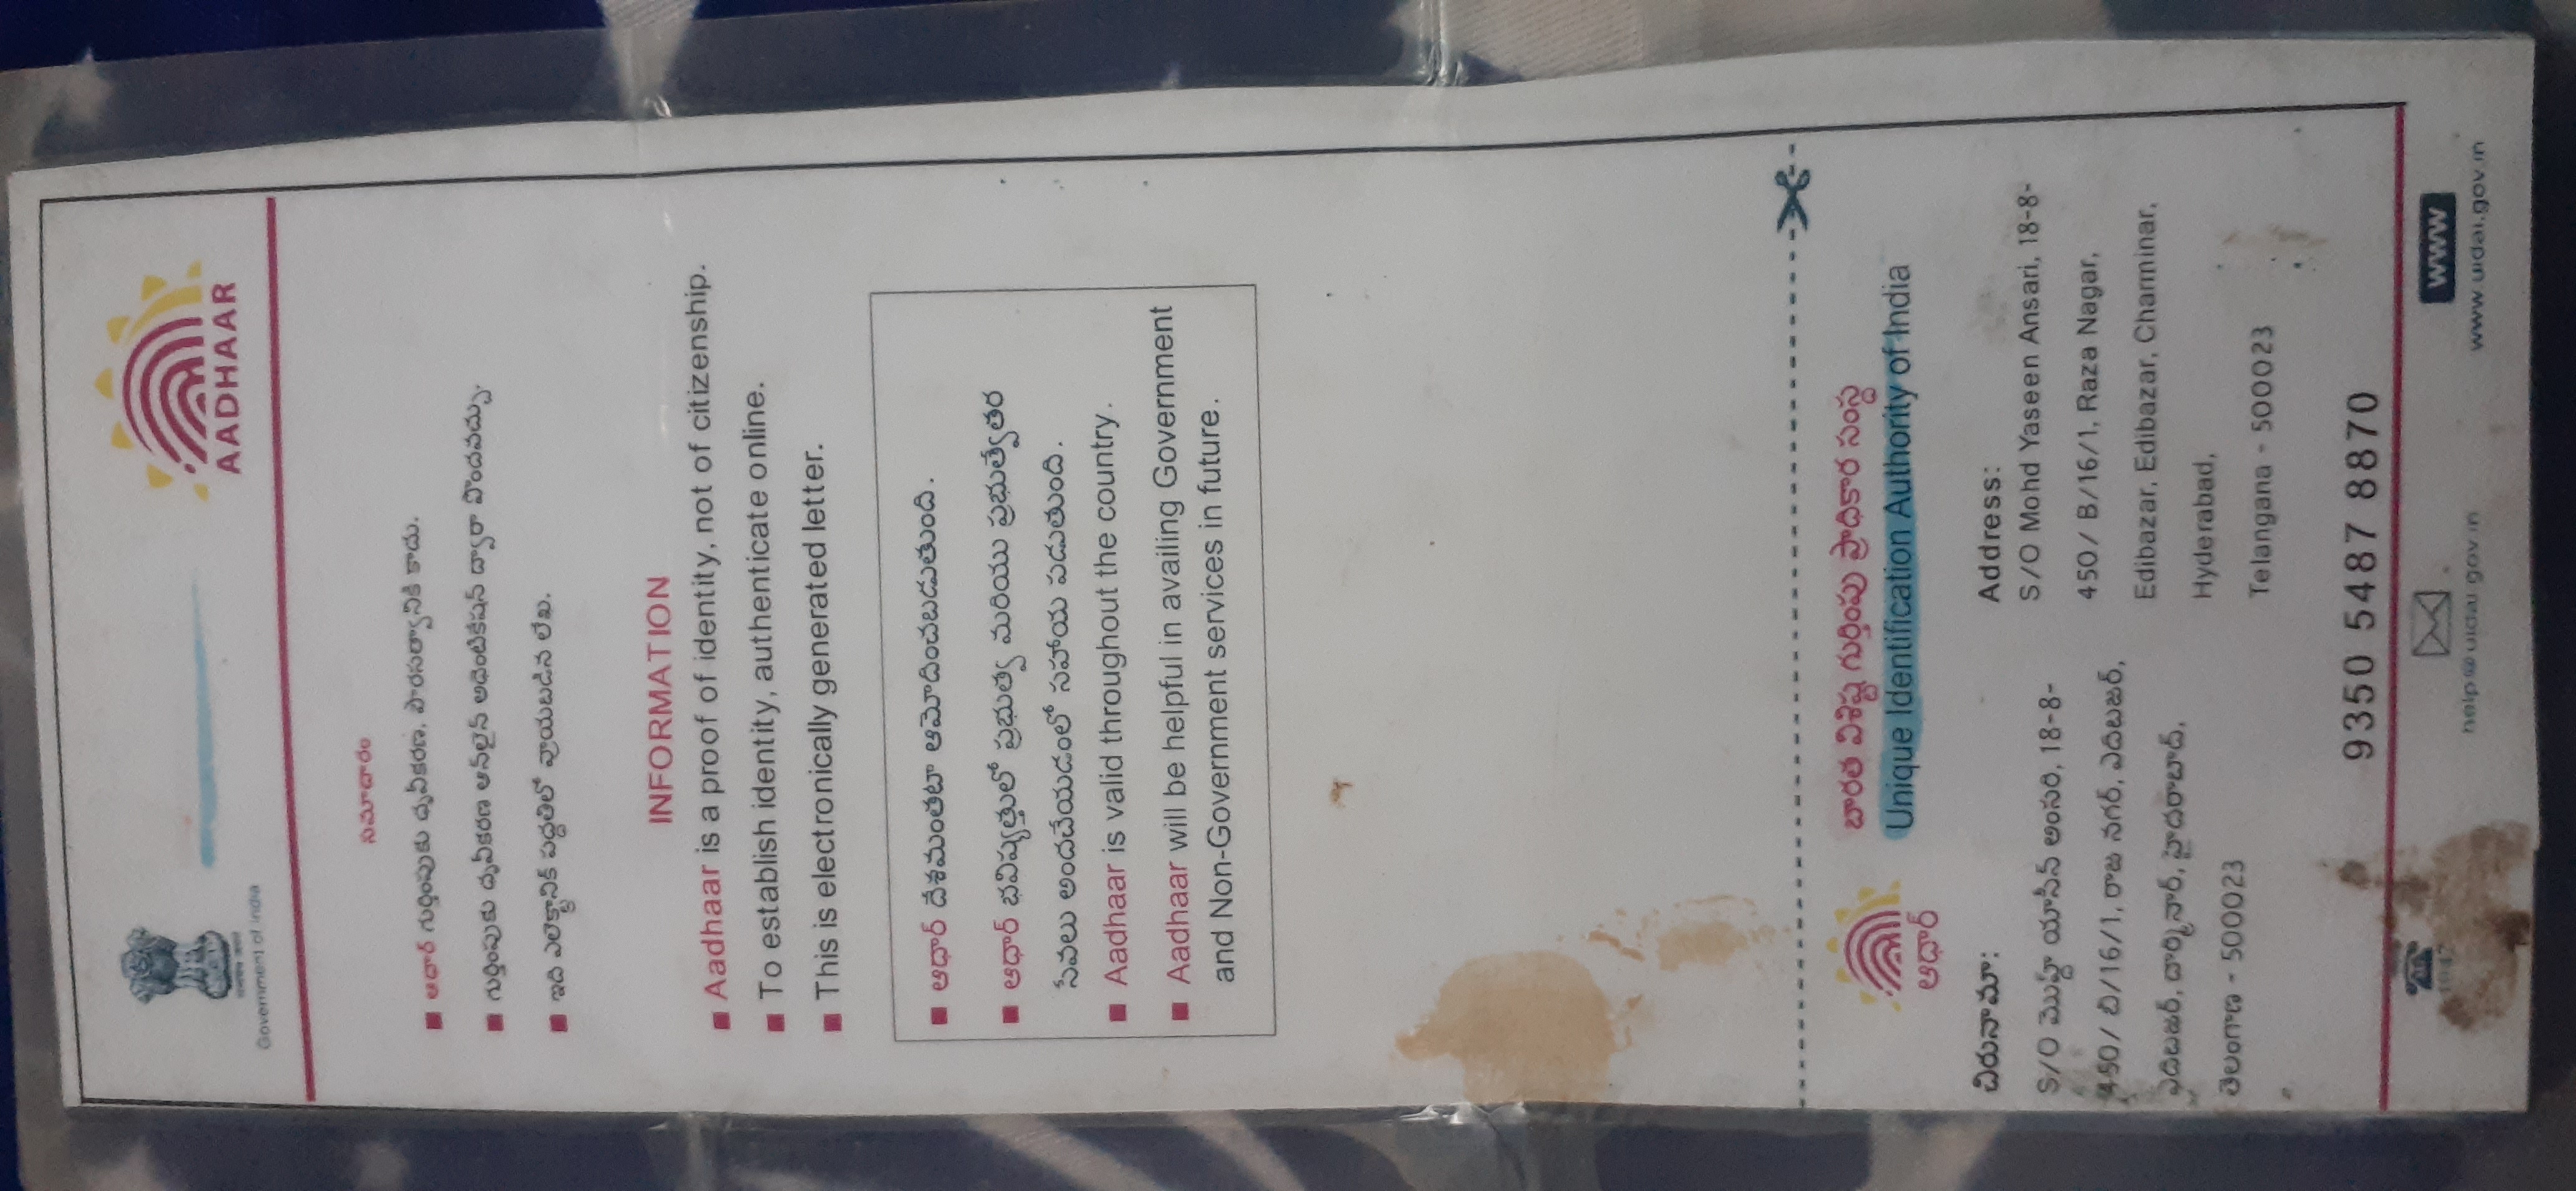 Government of India
AADHAAR
సమాచారం
ఆధార్ గుర్తింపుకు ధృవీకరణ, పౌరసత్వానికి కాదు.
గుర్తింపుకు ధృవీకరణ ఆన్‌లైన్ అథెంటికేషన్ ద్వారా పొందవచ్చు.
ఇది ఎలెక్ట్రానిక్ పద్ధతిలో వ్రాయబడిన లేఖ.
INFORMATION
Aadhaar is a proof of identity, not of citizenship.
To establish identity, authenticate online.
This is electronically generated letter.
ఆధార్ దేశమంతటా ఆమోదించబడుతుంది.
ఆధార్ భవిష్యత్తులో ప్రభుత్వ మరియు ప్రభుత్వేతర
సేవలు అందచేయడంలో సహాయ పడుతుంది.
Aadhaar is valid throughout the country.
Aadhaar will be helpful in availing Government
and Non-Government services in future.
భారత విశిష్ట గుర్తింపు ప్రాధికార సంస్థ
Unique Identification Authority of India
ఆధార్
చిరునామా:
S/O మొహ్ద్ యాసీన్ అంసరి, 18-8-
450/ బి/16/1, రాజ నగర్, ఎదిబజర్,
ఎదిబజర్, చార్మినార్, హైదరాబాద్,
తెలంగాణ - 500023
Address:
S/O Mohd Yaseen Ansari, 18-8-
450/ B/16/1, Raza Nagar,
Edibazar, Edibazar, Charminar,
Hyderabad,
Telangana - 500023
9350 5487 8870
1947
help@uidai.gov.in
www
www.uidai.gov.in